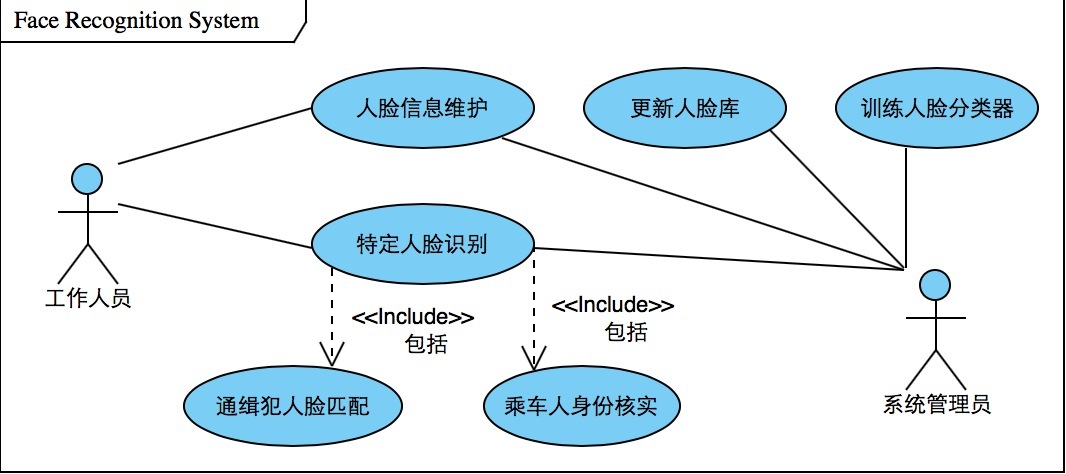 Face Recognition System
人脸信息维护
更新人脸库
训练人脸分类器
特定人脸识别
工作人员
<<Include>>
包括
<<Include>>
包括
通缉犯人脸匹配
乘车人身份核实
系统管理员